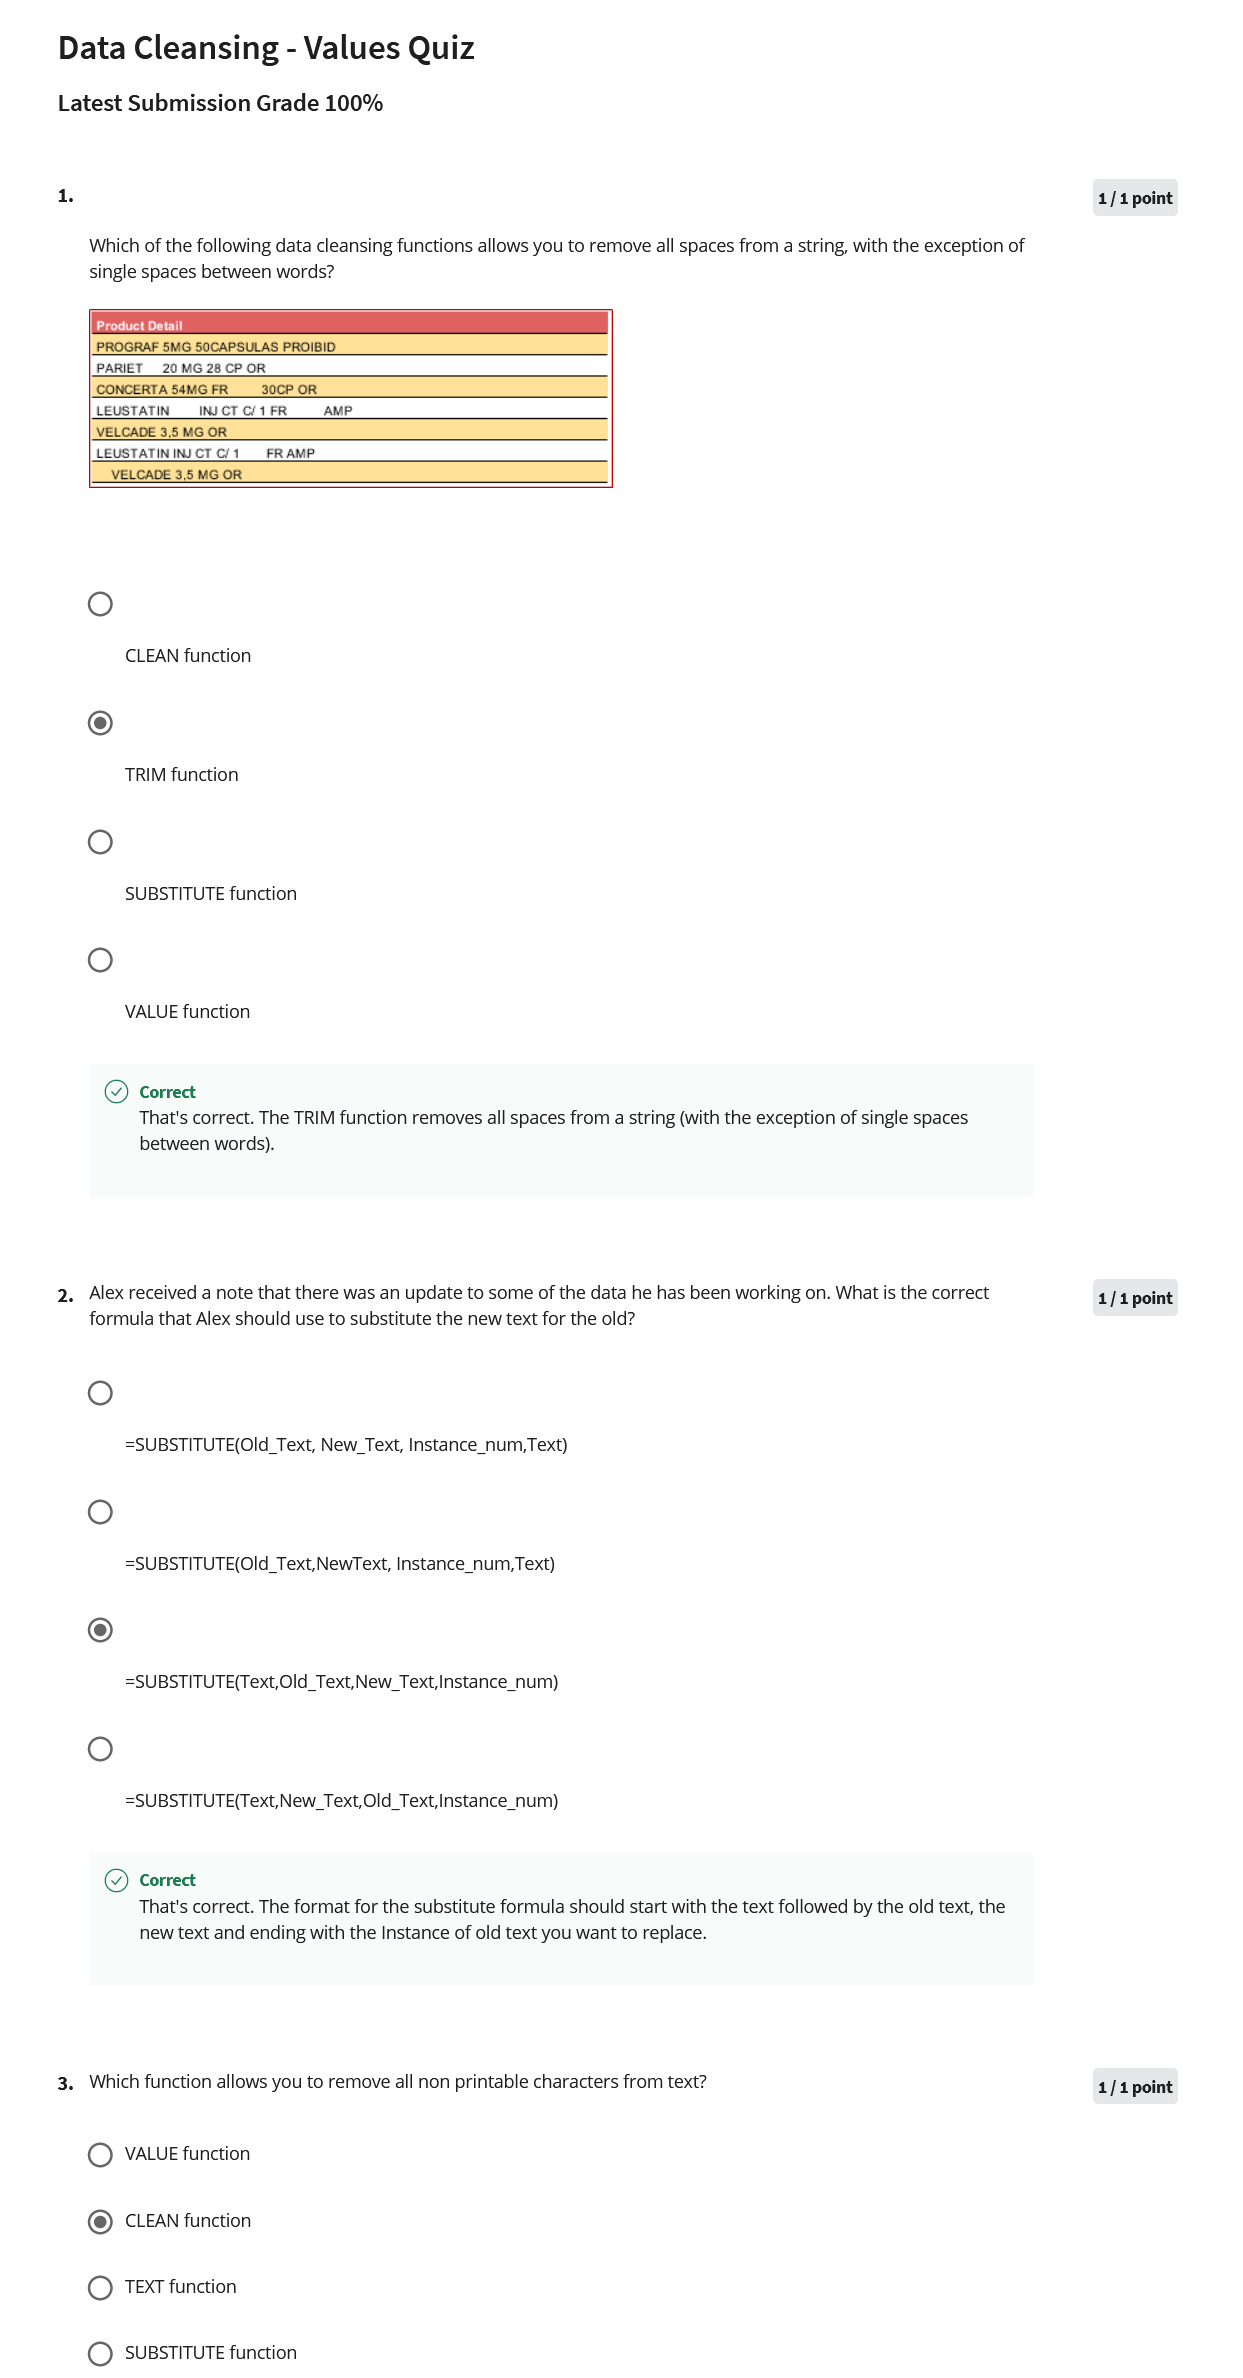 Data Cleansing - Values Quiz
Latest Submission Grade 100%
1.
1 / 1 point
Which of the following data cleansing functions allows you to remove all spaces from a string, with the exception of
single spaces between words?
Product Detail
PROGRAF 5MG 50CAPSULAS PROIBID
PARIET 20 MG 28 CP OR
CONCERTA 54MG FR 30CP OR
LEUSTATIN INJ CT C/ 1 FR AMP
VELCADE 3,5 MG OR
LEUSTATIN INJ CT C/ 1 FR AMP
VELCADE 3,5 MG OR
CLEAN function
TRIM function
SUBSTITUTE function
VALUE function
Correct
That's correct. The TRIM function removes all spaces from a string (with the exception of single spaces
between words).
2. Alex received a note that there was an update to some of the data he has been working on. What is the correct
1 / 1 point
formula that Alex should use to substitute the new text for the old?
=SUBSTITUTE(Old_Text, New_Text, Instance_num,Text)
=SUBSTITUTE(Old_Text,NewText, Instance_num,Text)
=SUBSTITUTE(Text,Old_Text,New_Text,Instance_num)
=SUBSTITUTE(Text,New_Text,Old_Text,Instance_num)
Correct
That's correct. The format for the substitute formula should start with the text followed by the old text, the
new text and ending with the Instance of old text you want to replace.
3. Which function allows you to remove all non printable characters from text?
1 / 1 point
VALUE function
CLEAN function
TEXT function
SUBSTITUTE function